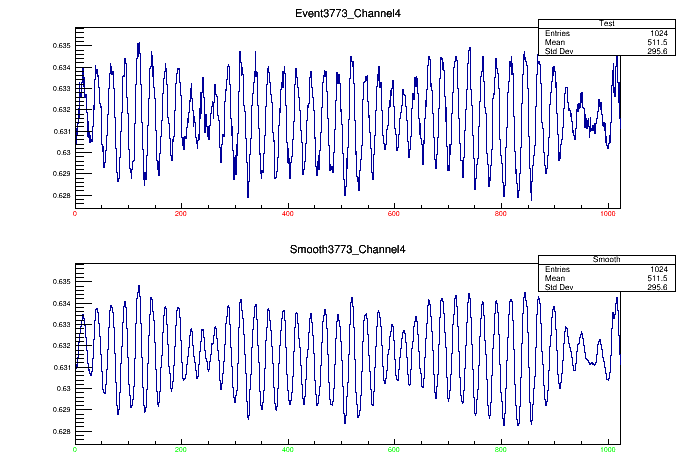 Event3773_Channel4
Test
Entries 1024
Mean 511.5
Std Dev 295.6
0.635
0.634
0.633
0.632
0.631
0.63
0.629
0.628
0 200 400 600 800 1000
Smooth3773_Channel4
Smooth
Entries 1024
Mean 511.5
Std Dev 295.6
0.635
0.634
0.633
0.632
0.631
0.63
0.629
0.628
0 200 400 600 800 1000